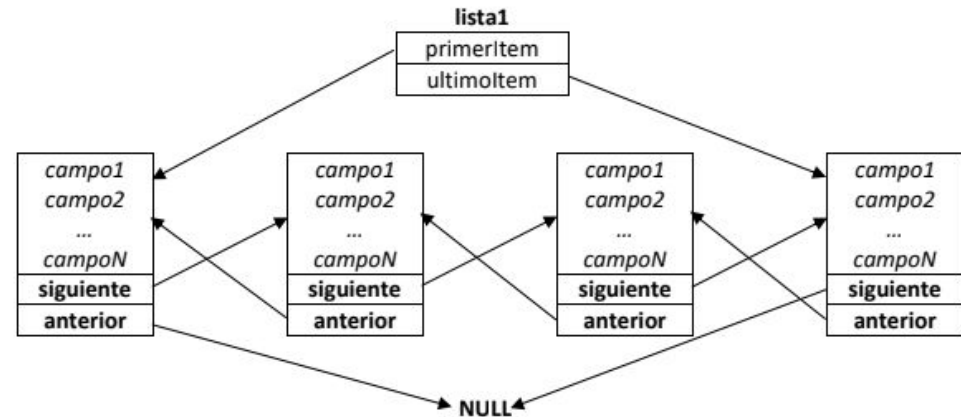 lista1
primerItem
ultimoItem
campo1
campo2
...
campoN
siguiente
anterior
campo1
campo2
...
campoN
siguiente
anterior
campo1
campo2
...
campoN
siguiente
anterior
campo1
campo2
...
campoN
siguiente
anterior
NULL